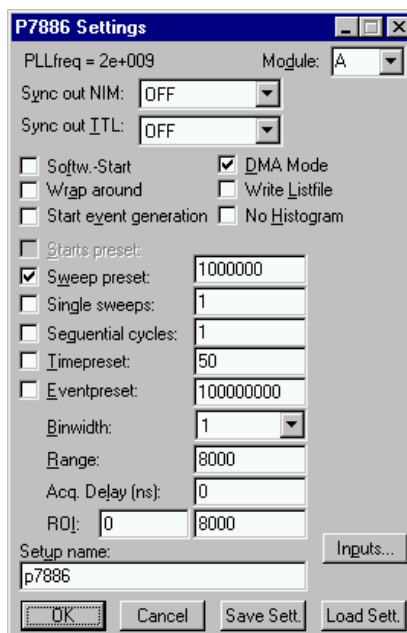 P7886 Settings
PLLfreq = 2e+009 Module: A
Sync out NIM: OFF
Sync out TTL: OFF
Softw.-Start DMA Mode
Wrap around Write Listfile
Start event generation No Histogram
Starts preset:
Sweep preset: 1000000
Single sweeps: 1
Sequential cycles: 1
Timepreset: 50
Eventpreset: 100000000
Binwidth: 1
Range: 8000
Acq. Delay (ns): 0
ROI: 0 8000
Inputs...
Setup name:
p7886
OK Cancel Save Sett. Load Sett.